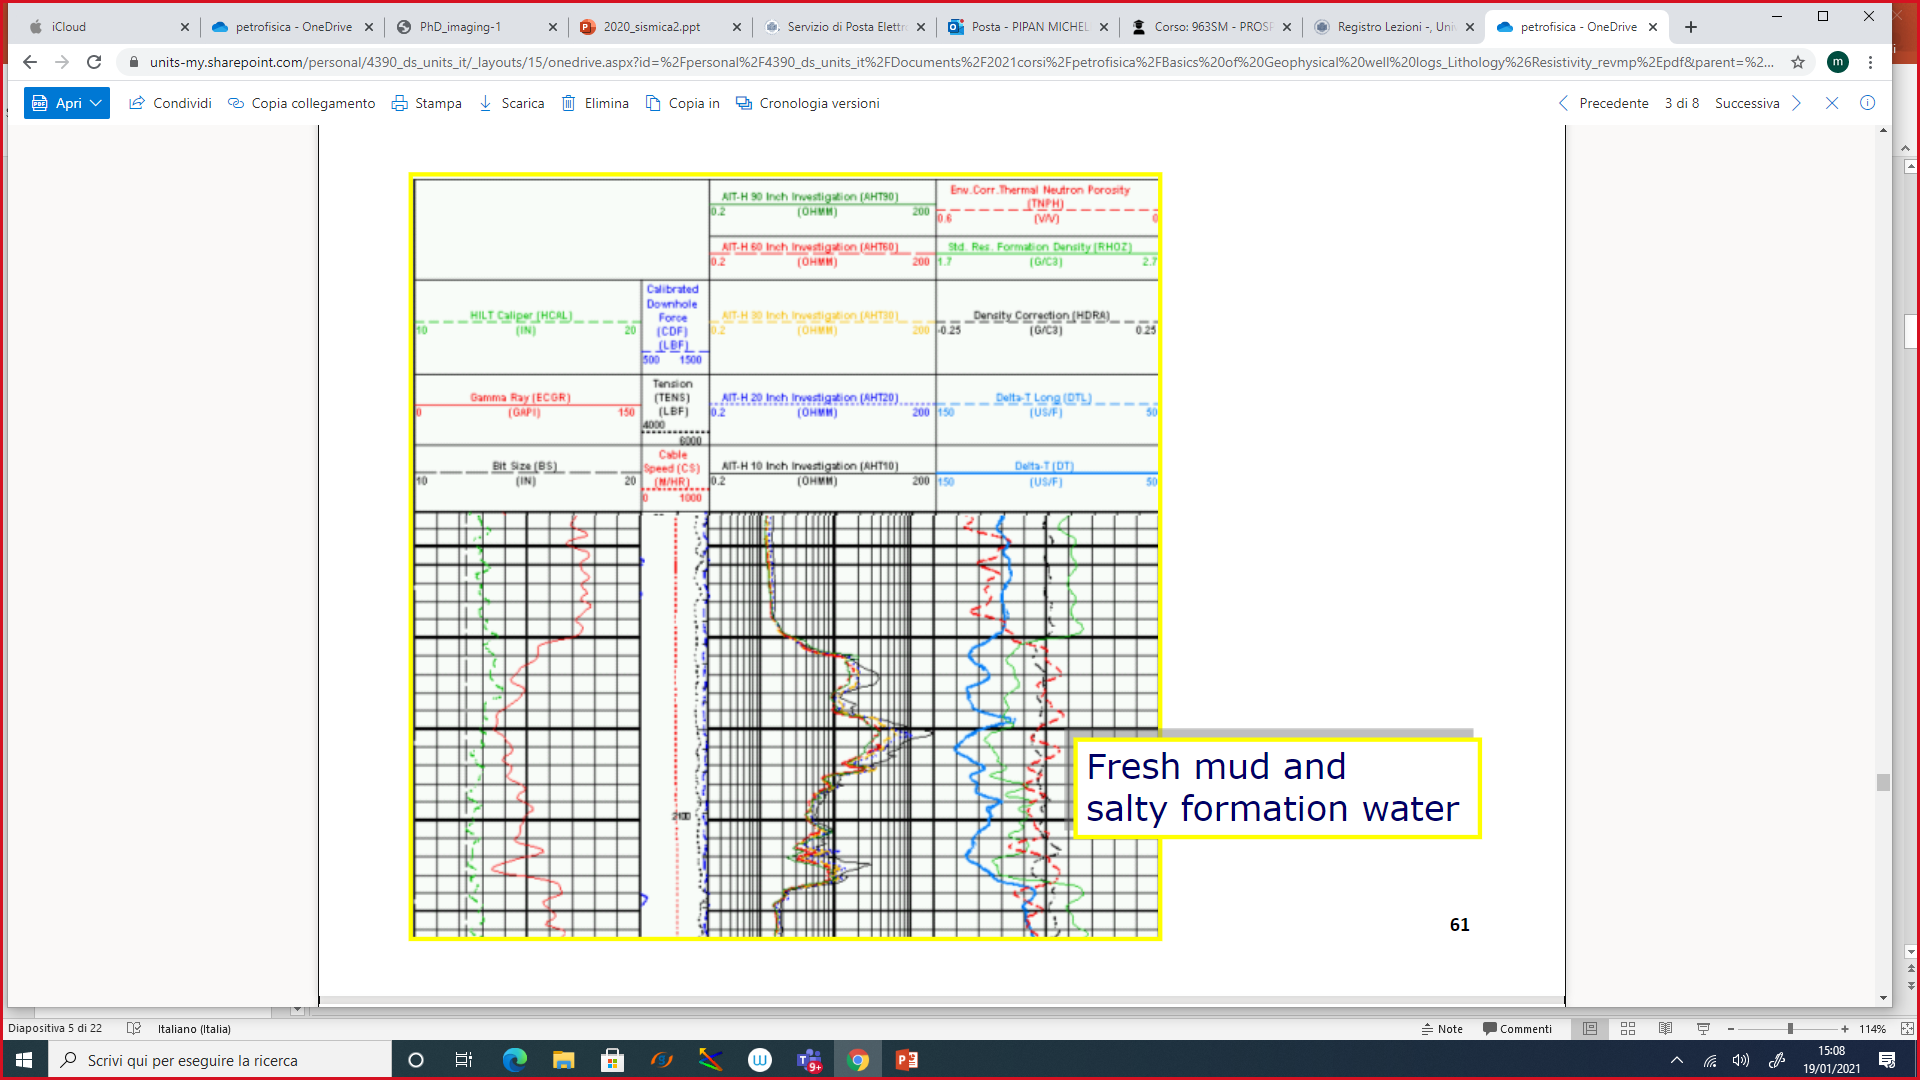 iCloud
petrofisica - OneDrive
PhD_imaging-1
2020_sismica2.ppt
Servizio di Posta Elettro
Posta - PIPAN MICHEL
Corso: 963SM - PROSP
Registro Lezioni -, Uni
petrofisica - OneDrive
units-my.sharepoint.com/personal/4390_ds_units_it/_layouts/15/onedrive.aspx?id=%2Fpersonal%2F4390_ds_units_it%2FDocuments%2F2021corsi%2Fpetrofisica%2FBasics%20of%20Geophysical%20well%20logs_Lithology%26Resistivity_revmp%2Epdf&parent=%2...
m
Apri
Condividi
Copia collegamento
Stampa
Scarica
Elimina
Copia in
Cronologia versioni
Precedente
3 di 8
Successiva
AIT-H 90 Inch Investigation (AHT90)
0.2 (OHMM) 200
Env.Corr.Thermal Neutron Porosity
(TNPH)
0.6 (V/V) 0
AIT-H 60 Inch Investigation (AHT60)
0.2 (OHMM) 200
Std. Res. Formation Density (RHOZ)
1.7 (G/C3) 2.7
HILT Caliper (HCAL)
10 (IN) 20
Calibrated
Downhole
Force
(CDF)
(LBF)
500 1500
AIT-H 30 Inch Investigation (AHT30)
0.2 (OHMM) 200
Density Correction (HDRA)
-0.25 (G/C3) 0.25
Gamma Ray (ECGR)
0 (GAPI) 150
Tension
(TENS)
(LBF)
4000
6000
AIT-H 20 Inch Investigation (AHT20)
0.2 (OHMM) 200
Delta-T Long (DTL)
150 (US/F) 50
Bit Size (BS)
10 (IN) 20
Cable
Speed (CS)
(M/HR)
0 1000
AIT-H 10 Inch Investigation (AHT10)
0.2 (OHMM) 200
Delta-T (DT)
150 (US/F) 50
2100
Fresh mud and
salty formation water
61
Diapositiva 5 di 22
Italiano (Italia)
Note
Commenti
114%
Scrivi qui per eseguire la ricerca
9+
15:08
19/01/2021